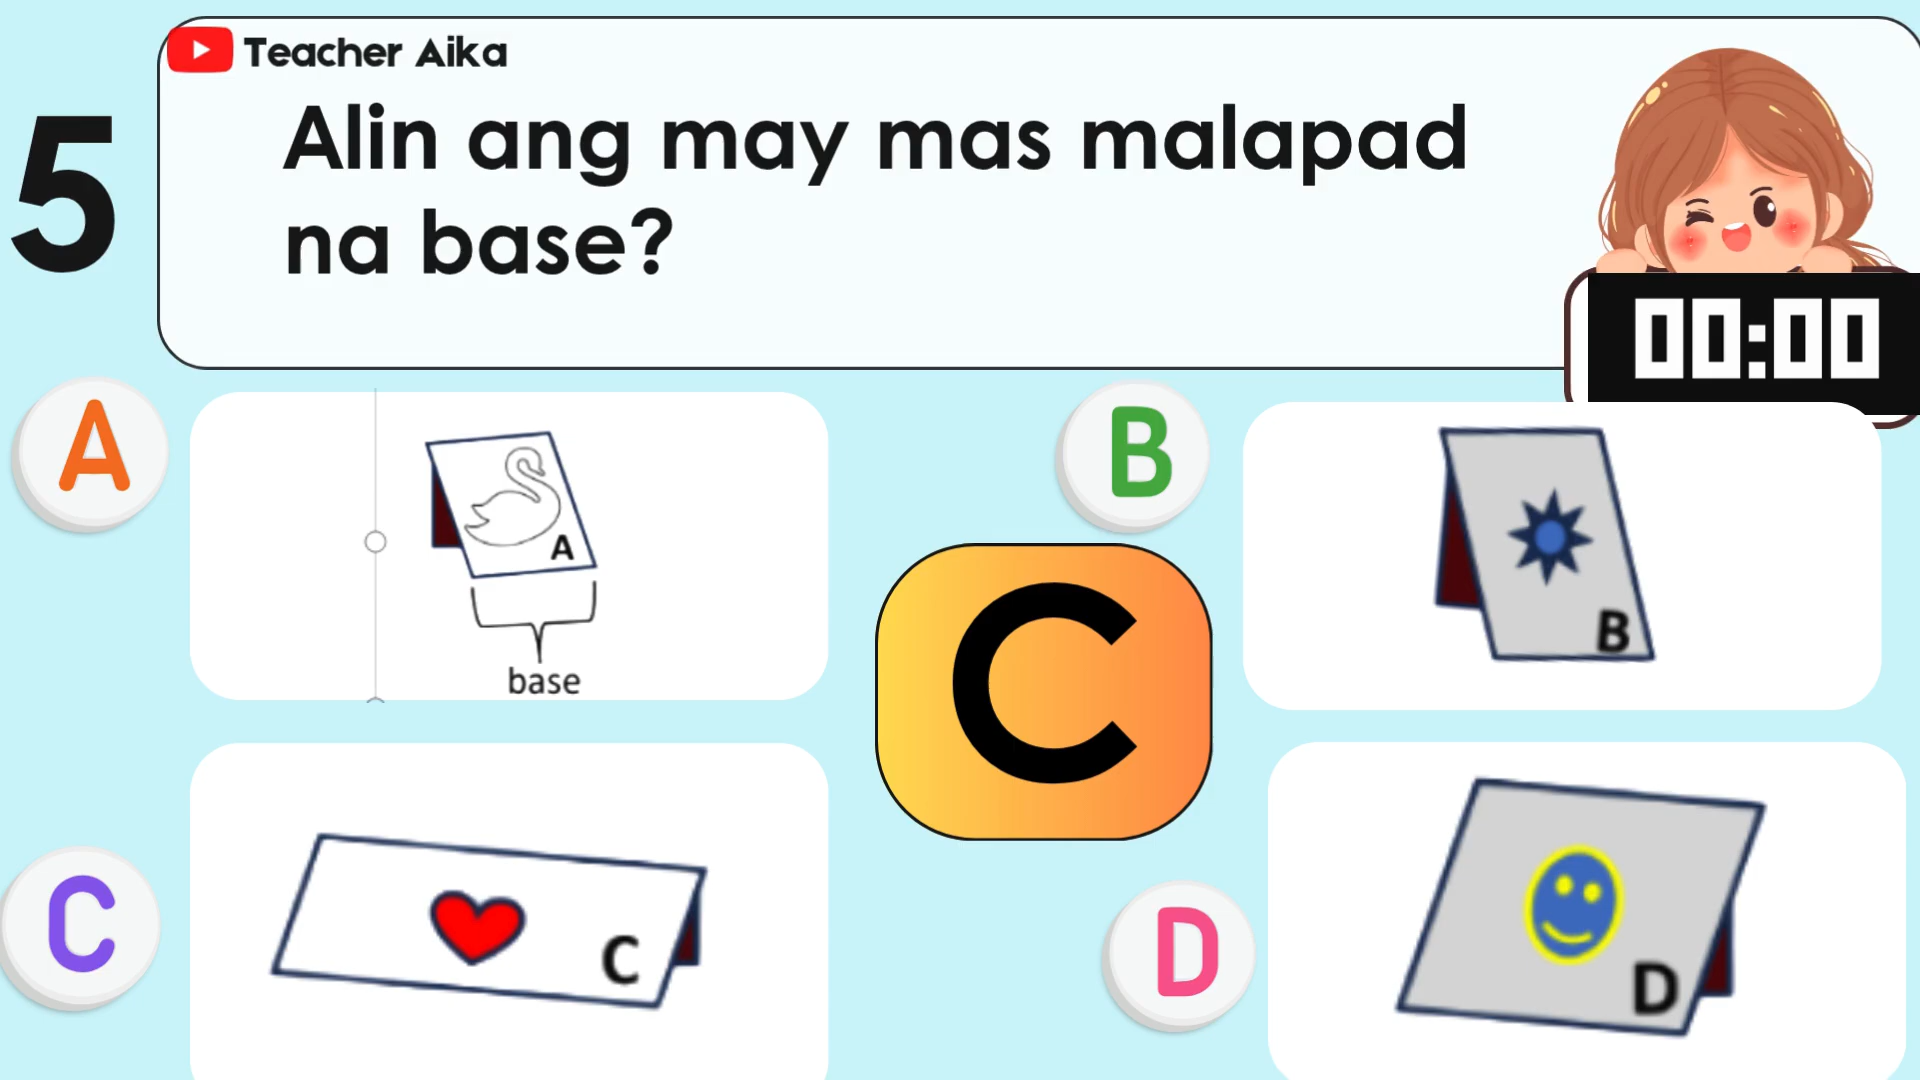 Teacher Aika
5
Alin ang may mas malapad
na base?
00:00
A
A
base
B
B
C
C
C
D
D